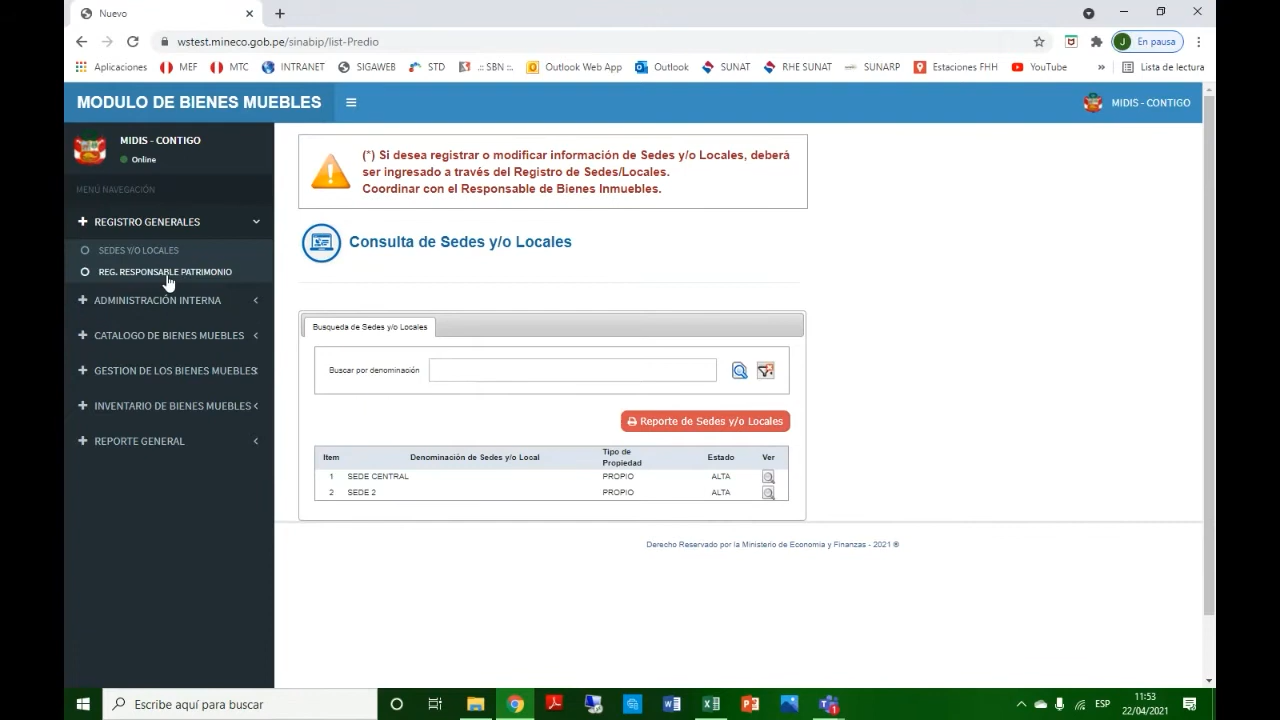 Nuevo
wstest.mineco.gob.pe/sinabip/list-Predio
J En pausa
Aplicaciones MEF MTC INTRANET SIGAWEB STD .:: SBN ::. Outlook Web App Outlook SUNAT RHE SUNAT SUNARP Estaciones FHH YouTube » Lista de lectura
MODULO DE BIENES MUEBLES
MIDIS - CONTIGO
MIDIS - CONTIGO
Online
MENÚ NAVEGACIÓN
REGISTRO GENERALES
SEDES Y/O LOCALES
REG. RESPONSABLE PATRIMONIO
ADMINISTRACIÓN INTERNA
CATALOGO DE BIENES MUEBLES
GESTION DE LOS BIENES MUEBLES
INVENTARIO DE BIENES MUEBLES
REPORTE GENERAL
(*) Si desea registrar o modificar información de Sedes y/o Locales, deberá
ser ingresado a través del Registro de Sedes/Locales.
Coordinar con el Responsable de Bienes Inmuebles.
Consulta de Sedes y/o Locales
Busqueda de Sedes y/o Locales
Buscar por denominación
Reporte de Sedes y/o Locales
Item Denominación de Sedes y/o Local Tipo de Propiedad Estado Ver
1 SEDE CENTRAL PROPIO ALTA
2 SEDE 2 PROPIO ALTA
Derecho Reservado por la Ministerio de Economia y Finanzas - 2021 ®
Escribe aquí para buscar
ESP
11:53
22/04/2021